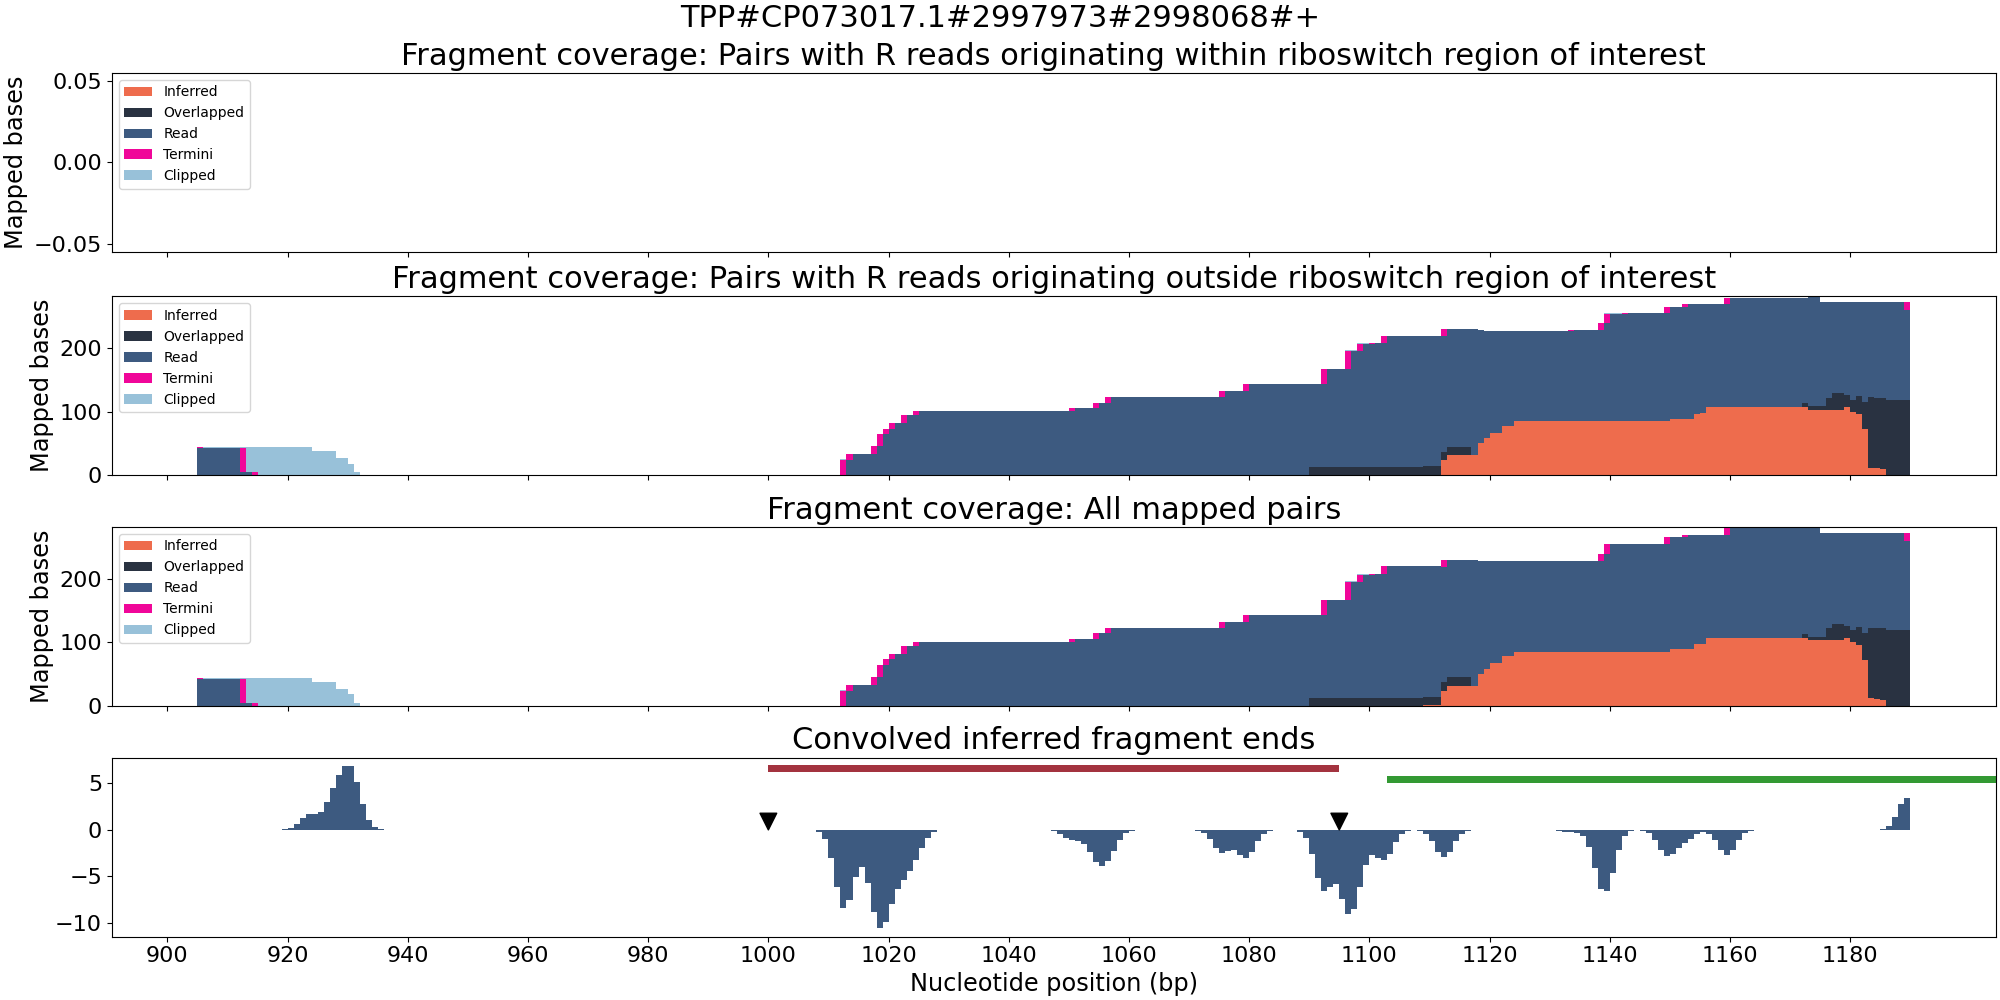 TPP#CP073017.1#2997973#2998068#+
Fragment coverage: Pairs with R reads originating within riboswitch region of interest
Mapped bases
0.05
0.00
−0.05
Inferred
Overlapped
Read
Termini
Clipped
Fragment coverage: Pairs with R reads originating outside riboswitch region of interest
Mapped bases
200
100
0
Inferred
Overlapped
Read
Termini
Clipped
Fragment coverage: All mapped pairs
Mapped bases
200
100
0
Inferred
Overlapped
Read
Termini
Clipped
Convolved inferred fragment ends
5
0
−5
−10
900 920 940 960 980 1000 1020 1040 1060 1080 1100 1120 1140 1160 1180
Nucleotide position (bp)